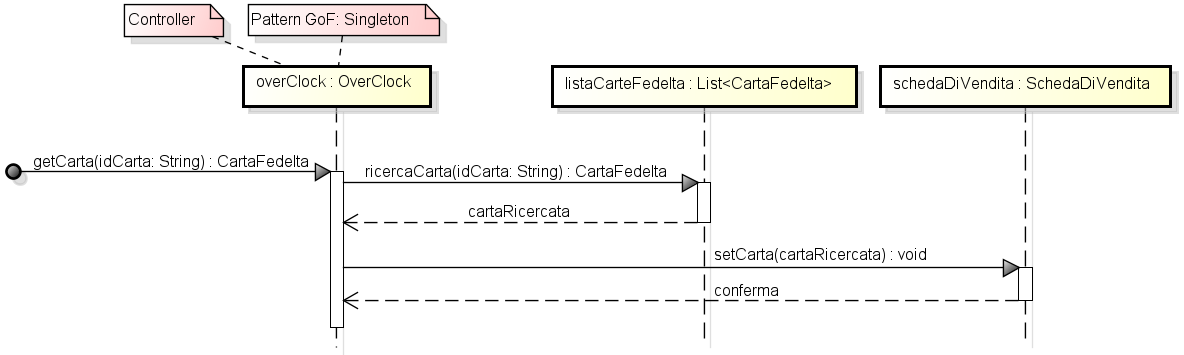 Controller
Pattern GoF: Singleton
overClock : OverClock
listaCarteFedelta : List<CartaFedelta>
schedaDiVendita : SchedaDiVendita
getCarta(idCarta: String) : CartaFedelta
ricercaCarta(idCarta: String) : CartaFedelta
cartaRicercata
setCarta(cartaRicercata) : void
conferma